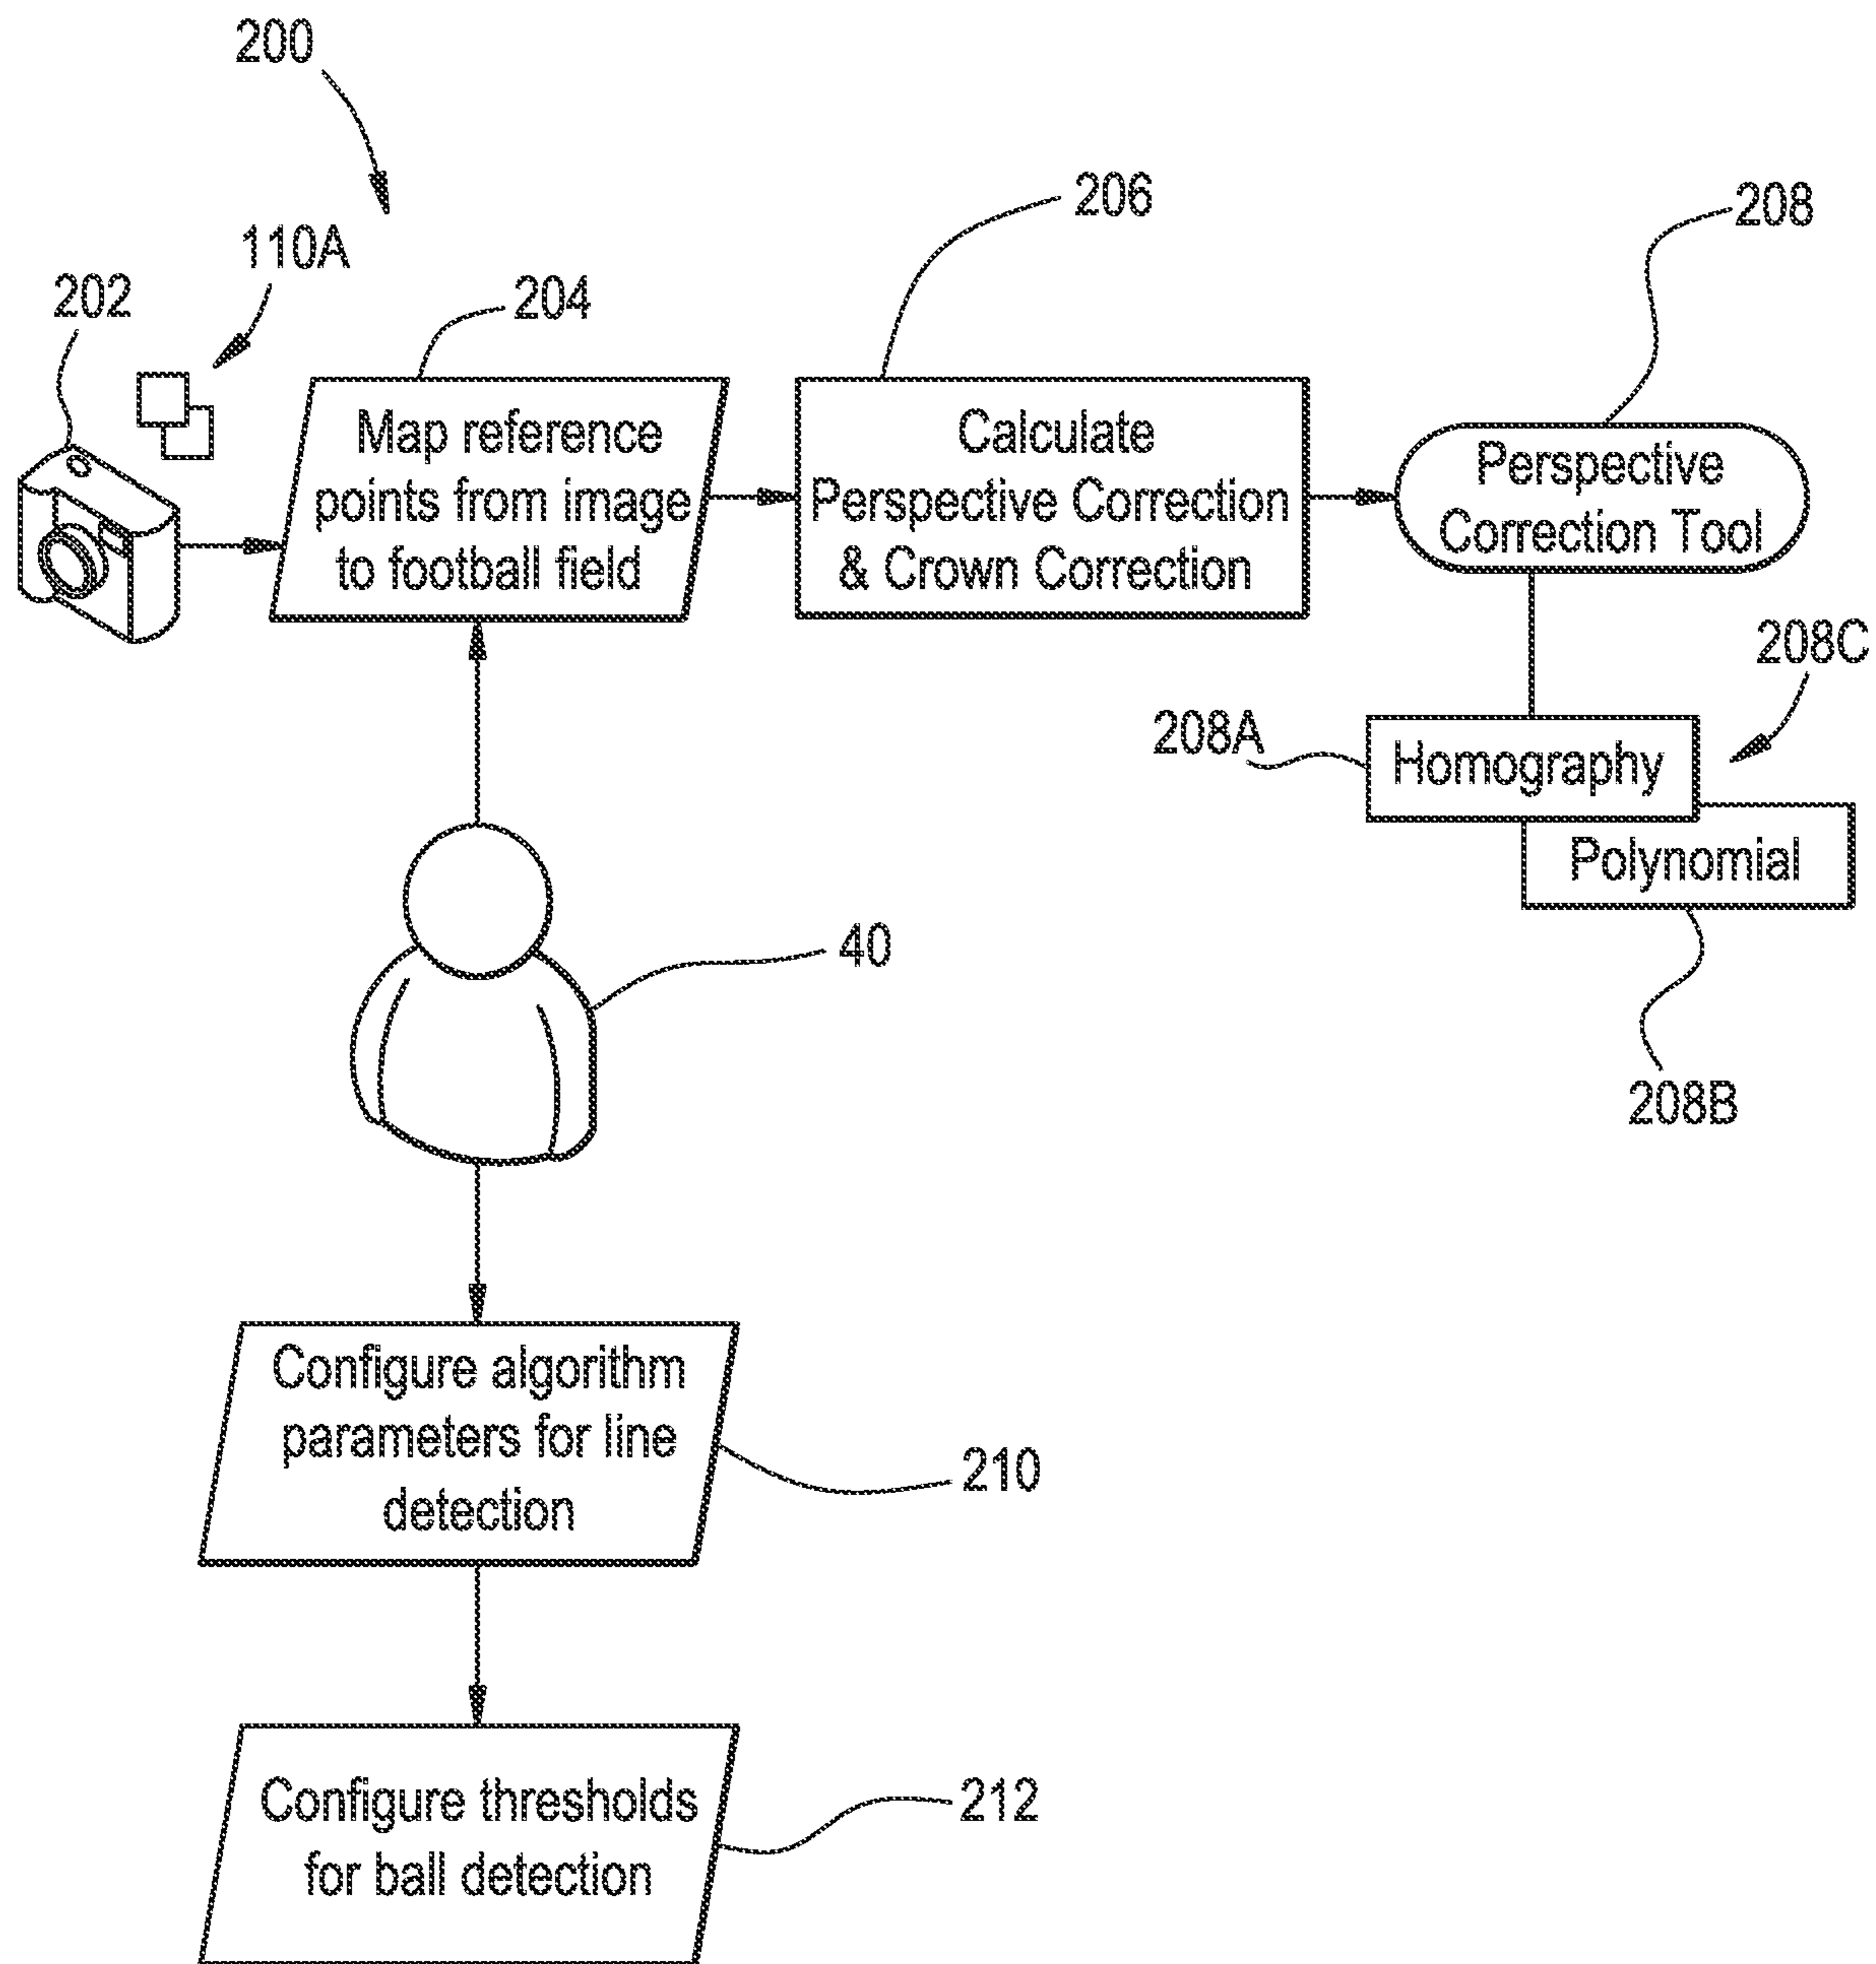 200
110A
202
204
206
208
Map reference
points from image
to football field
Calculate
Perspective Correction
& Crown Correction
Perspective
Correction Tool
208C
208A
Homography
Polynomial
208B
40
Configure algorithm
parameters for line
detection
210
Configure thresholds
for ball detection
212